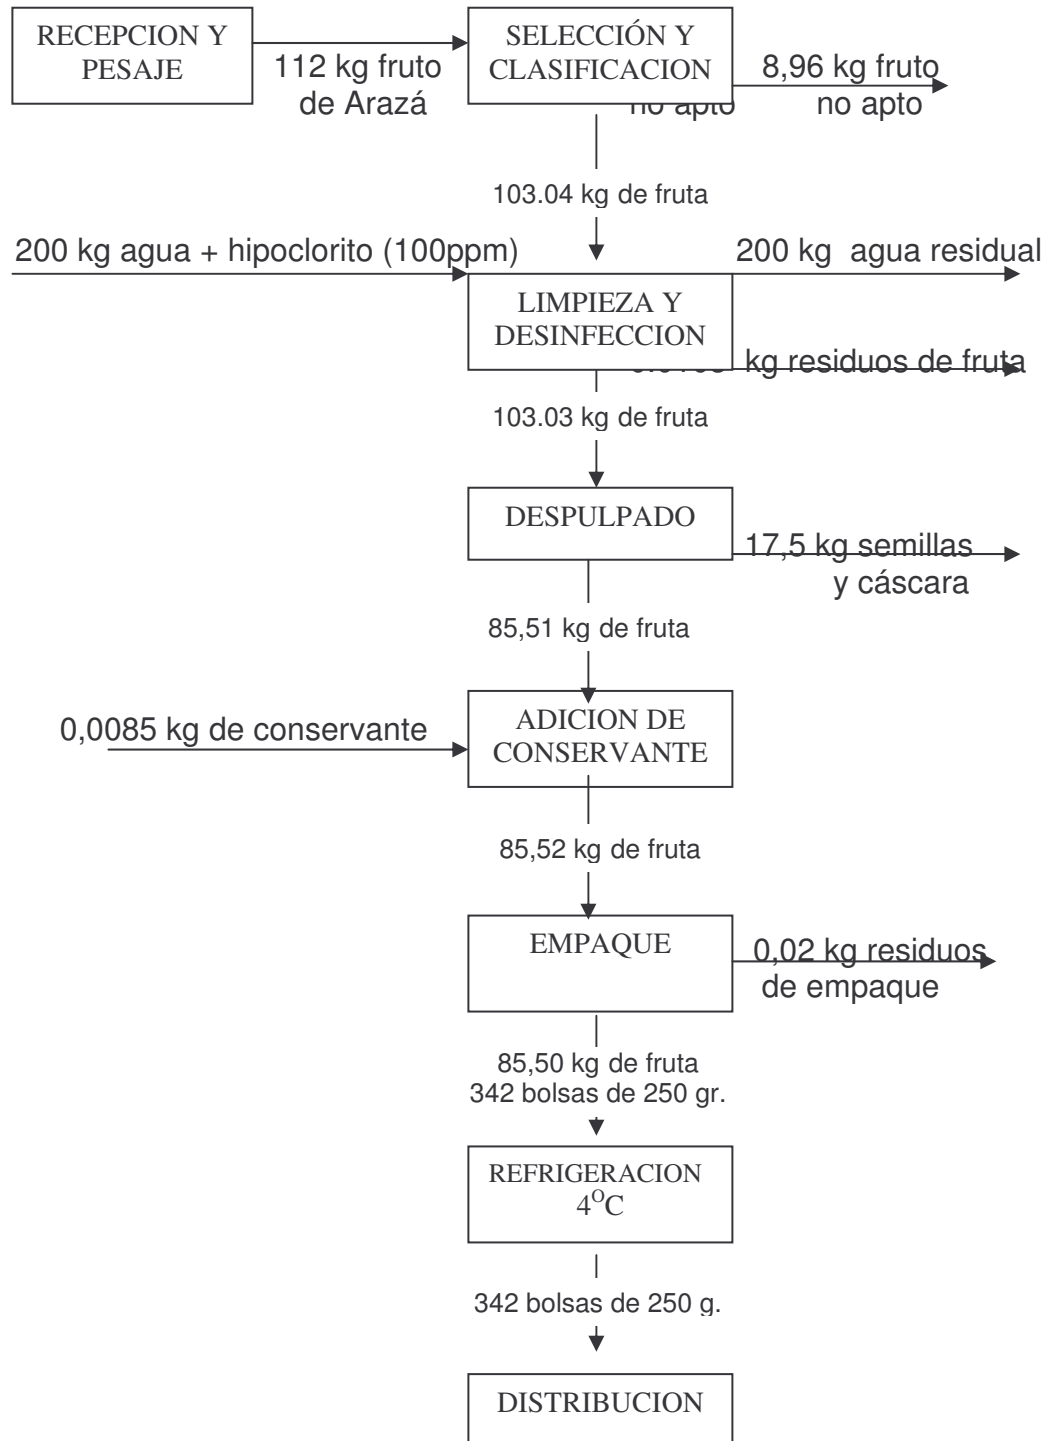 RECEPCION Y
PESAJE
112 kg fruto
de Arazá
SELECCIÓN Y
CLASIFICACION
8,96 kg fruto
no apto
no apto
103.04 kg de fruta
200 kg agua + hipoclorito (100ppm)
200 kg agua residual
LIMPIEZA Y
DESINFECCION
kg residuos de fruta
103.03 kg de fruta
DESPULPADO
17,5 kg semillas
y cáscara
85,51 kg de fruta
0,0085 kg de conservante
ADICION DE
CONSERVANTE
85,52 kg de fruta
EMPAQUE
0,02 kg residuos
de empaque
85,50 kg de fruta
342 bolsas de 250 gr.
REFRIGERACION
4°C
342 bolsas de 250 g.
DISTRIBUCION